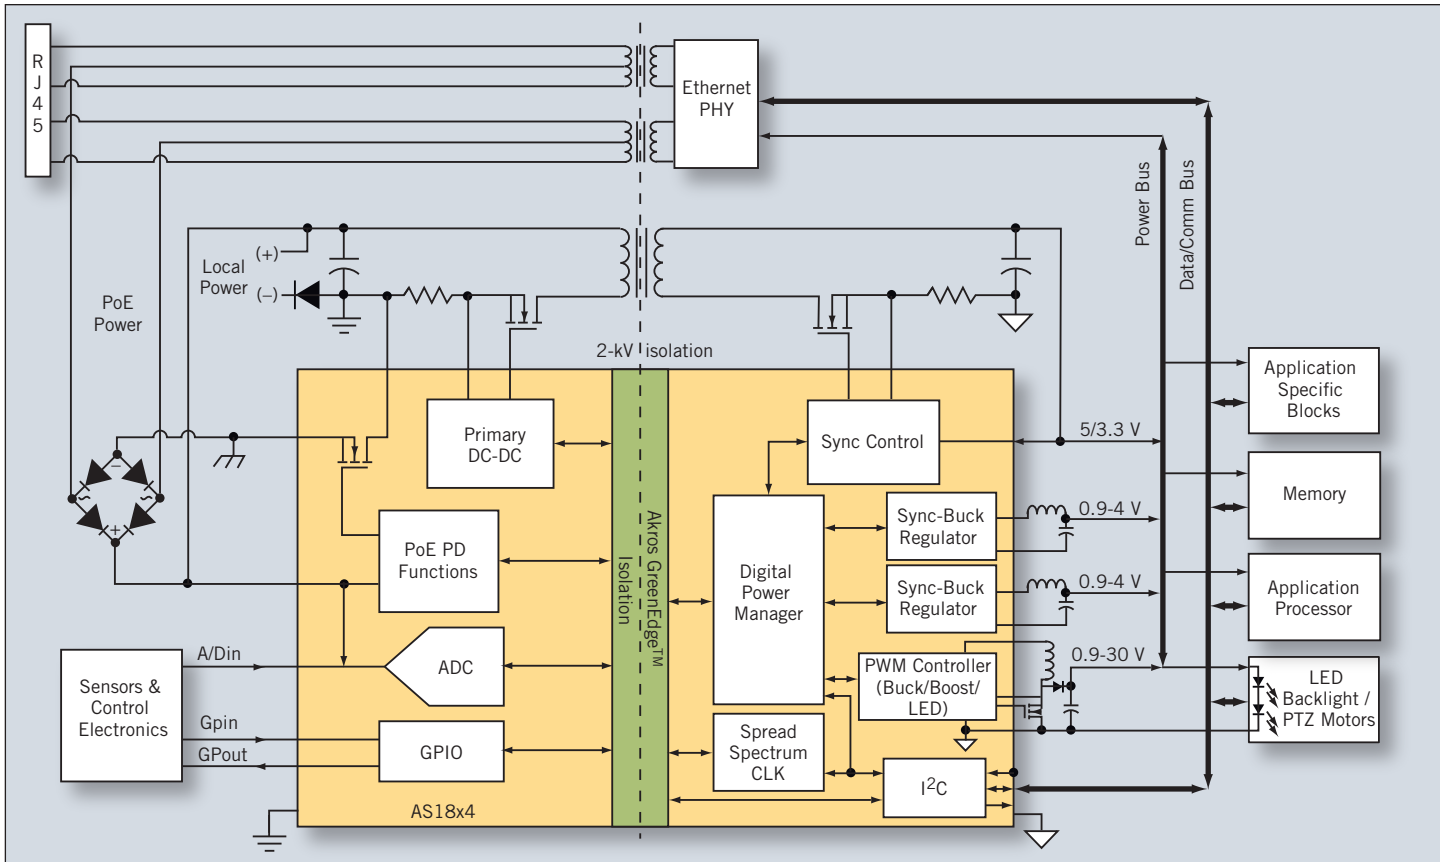 R
J
4
5
Ethernet
PHY
Power Bus
Data/Comm Bus
(+)
Local
Power
(−)
PoE
Power
2-kV isolation
Primary
DC-DC
Sync Control
5/3.3 V
Application
Specific
Blocks
−
~
~
+
PoE PD
Functions
Akros GreenEdge™
Isolation
Digital
Power
Manager
Sync-Buck
Regulator
0.9-4 V
Memory
Sync-Buck
Regulator
0.9-4 V
Application
Processor
Sensors &
Control
Electronics
A/Din
ADC
PWM Controller
(Buck/Boost/
LED)
0.9-30 V
LED
Backlight /
PTZ Motors
Gpin
GPout
GPIO
Spread
Spectrum
CLK
I²C
AS18x4